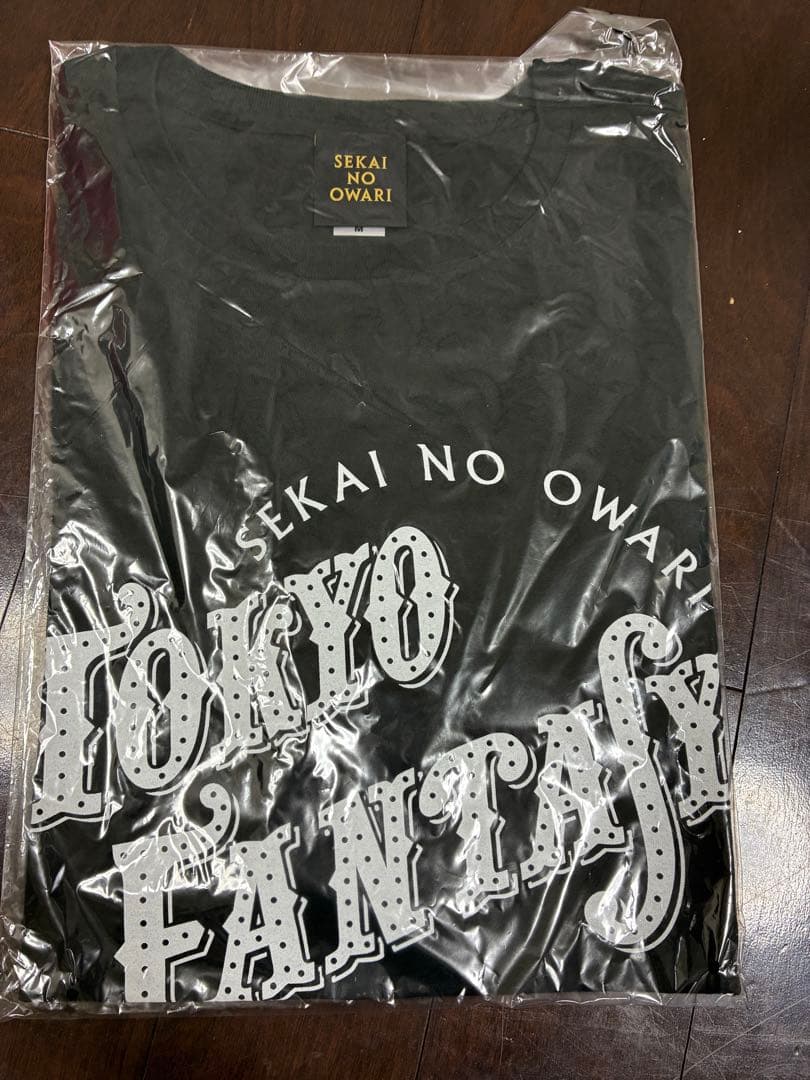 SEKAI
NO
OWARI
M
SEKAI NO OWARI
TOKYO
FANTASY